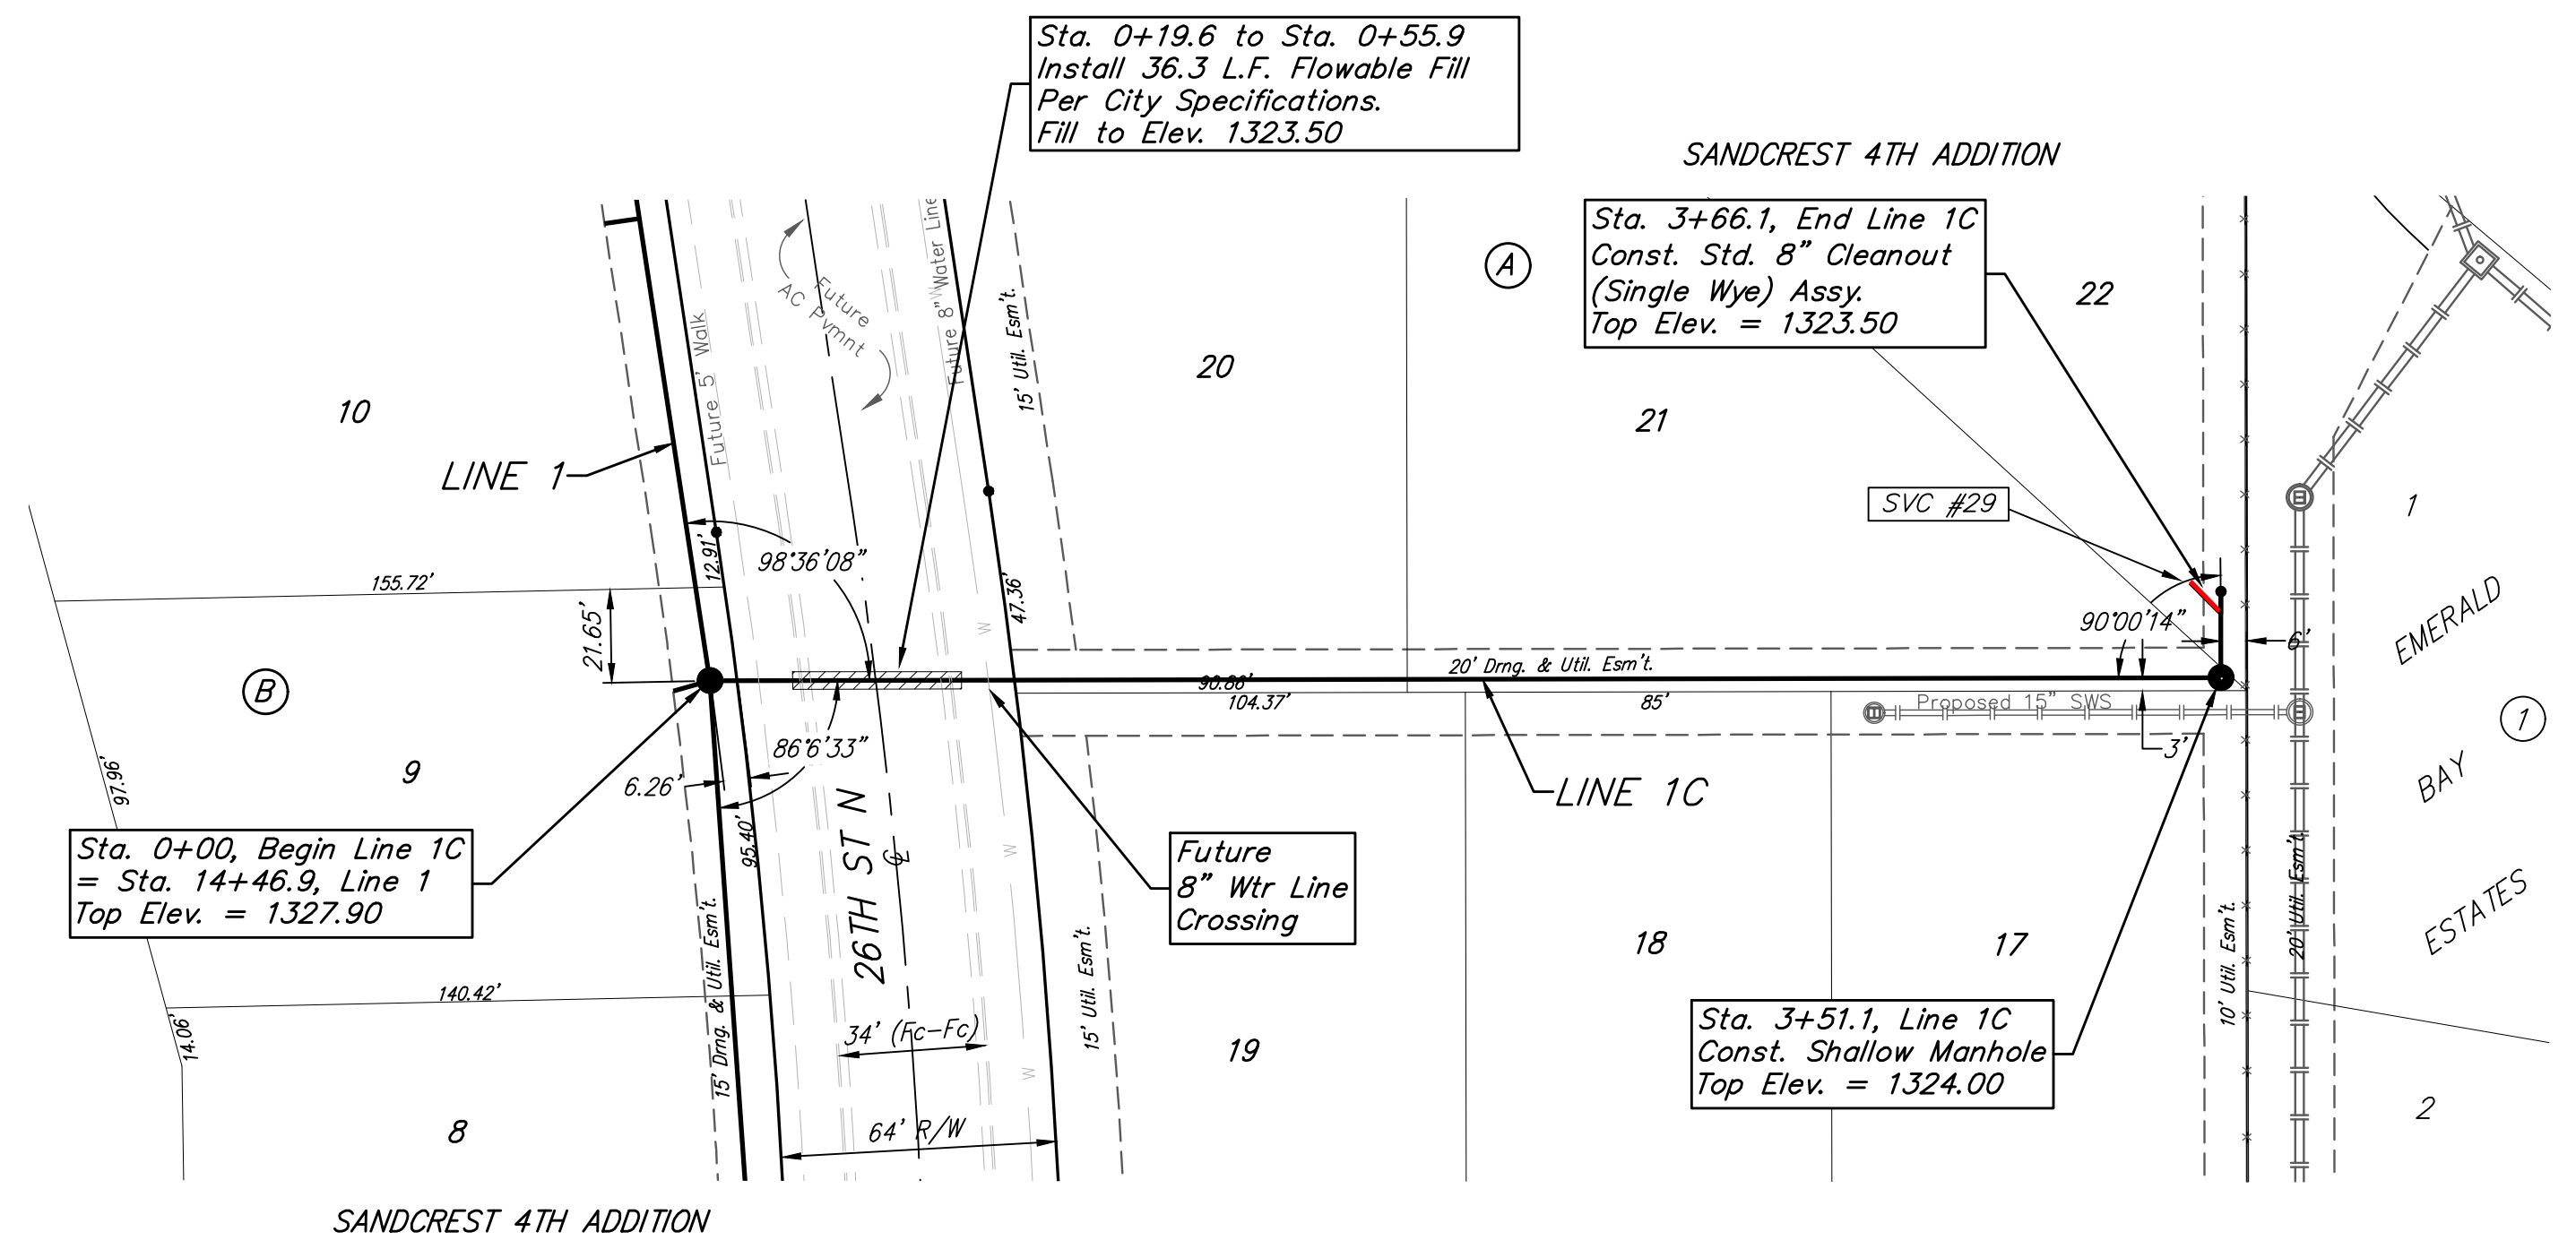 Sta. 0+19.6 to Sta. 0+55.9
Install 36.3 L.F. Flowable Fill
Per City Specifications.
Fill to Elev. 1323.50
SANDCREST 4TH ADDITION
Sta. 3+66.1, End Line 1C
Const. Std. 8" Cleanout
(Single Wye) Assy.
Top Elev. = 1323.50
A
22
20
21
10
Future 5' Walk
Future
AC Pvmnt
Future 8" Water Line
W
15' Util. Esm't.
LINE 1
SVC #29
1
12.91'
98°36'08"
47.36'
155.72'
21.65'
90°00'14"
6'
EMERALD
BAY
ESTATES
1
B
20' Drng. & Util. Esm't.
90.88'
104.37'
85'
Proposed 15" SWS
3'
W
86°6'33"
6.26'
9
97.96'
LINE 1C
95.40'
26TH ST N
℄
Future
8" Wtr Line
Crossing
W
Sta. 0+00, Begin Line 1C
= Sta. 14+46.9, Line 1
Top Elev. = 1327.90
20' Util. Esm't.
10' Util. Esm't.
18
17
140.42'
14.06'
15' Drng. & Util. Esm't.
15' Util. Esm't.
34' (Fc-Fc)
W
19
Sta. 3+51.1, Line 1C
Const. Shallow Manhole
Top Elev. = 1324.00
8
64' R/W
2
SANDCREST 4TH ADDITION